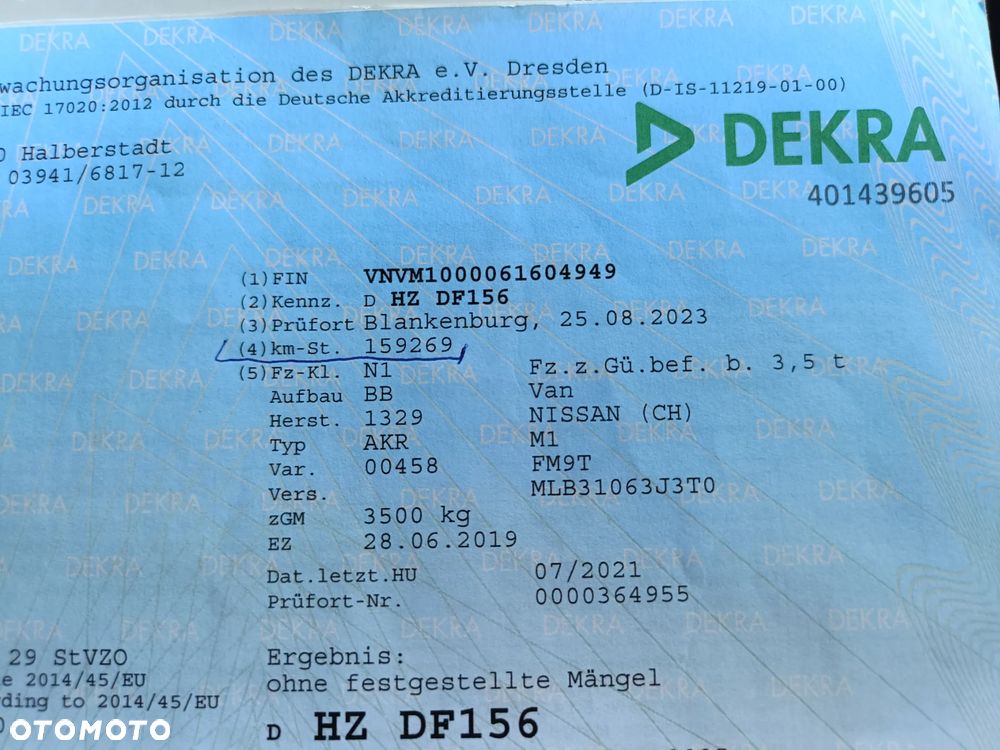 wachungsorganisation des DEKRA e.V. Dresden
IEC 17020:2012 durch die Deutsche Akkreditierungsstelle (D-IS-11219-01-00)
DEKRA
0 Halberstadt
03941/6817-12
401439605
(1) FIN VNVM1000061604949
(2) Kennz. D HZ DF156
(3) Prüfort Blankenburg, 25.08.2023
(4) km-St. 159269
(5) Fz-Kl. N1 Fz.z.Gü.bef. b. 3,5 t
Aufbau BB Van
Herst. 1329 NISSAN (CH)
Typ AKR M1
Var. 00458 FM9T
Vers. MLB31063J3T0
zGM 3500 kg
EZ 28.06.2019
Dat.letzt.HU 07/2021
Prüfort-Nr. 0000364955
29 StVZO
e 2014/45/EU
ding to 2014/45/EU
Ergebnis:
ohne festgestellte Mängel
D HZ DF156
OTOMOTO